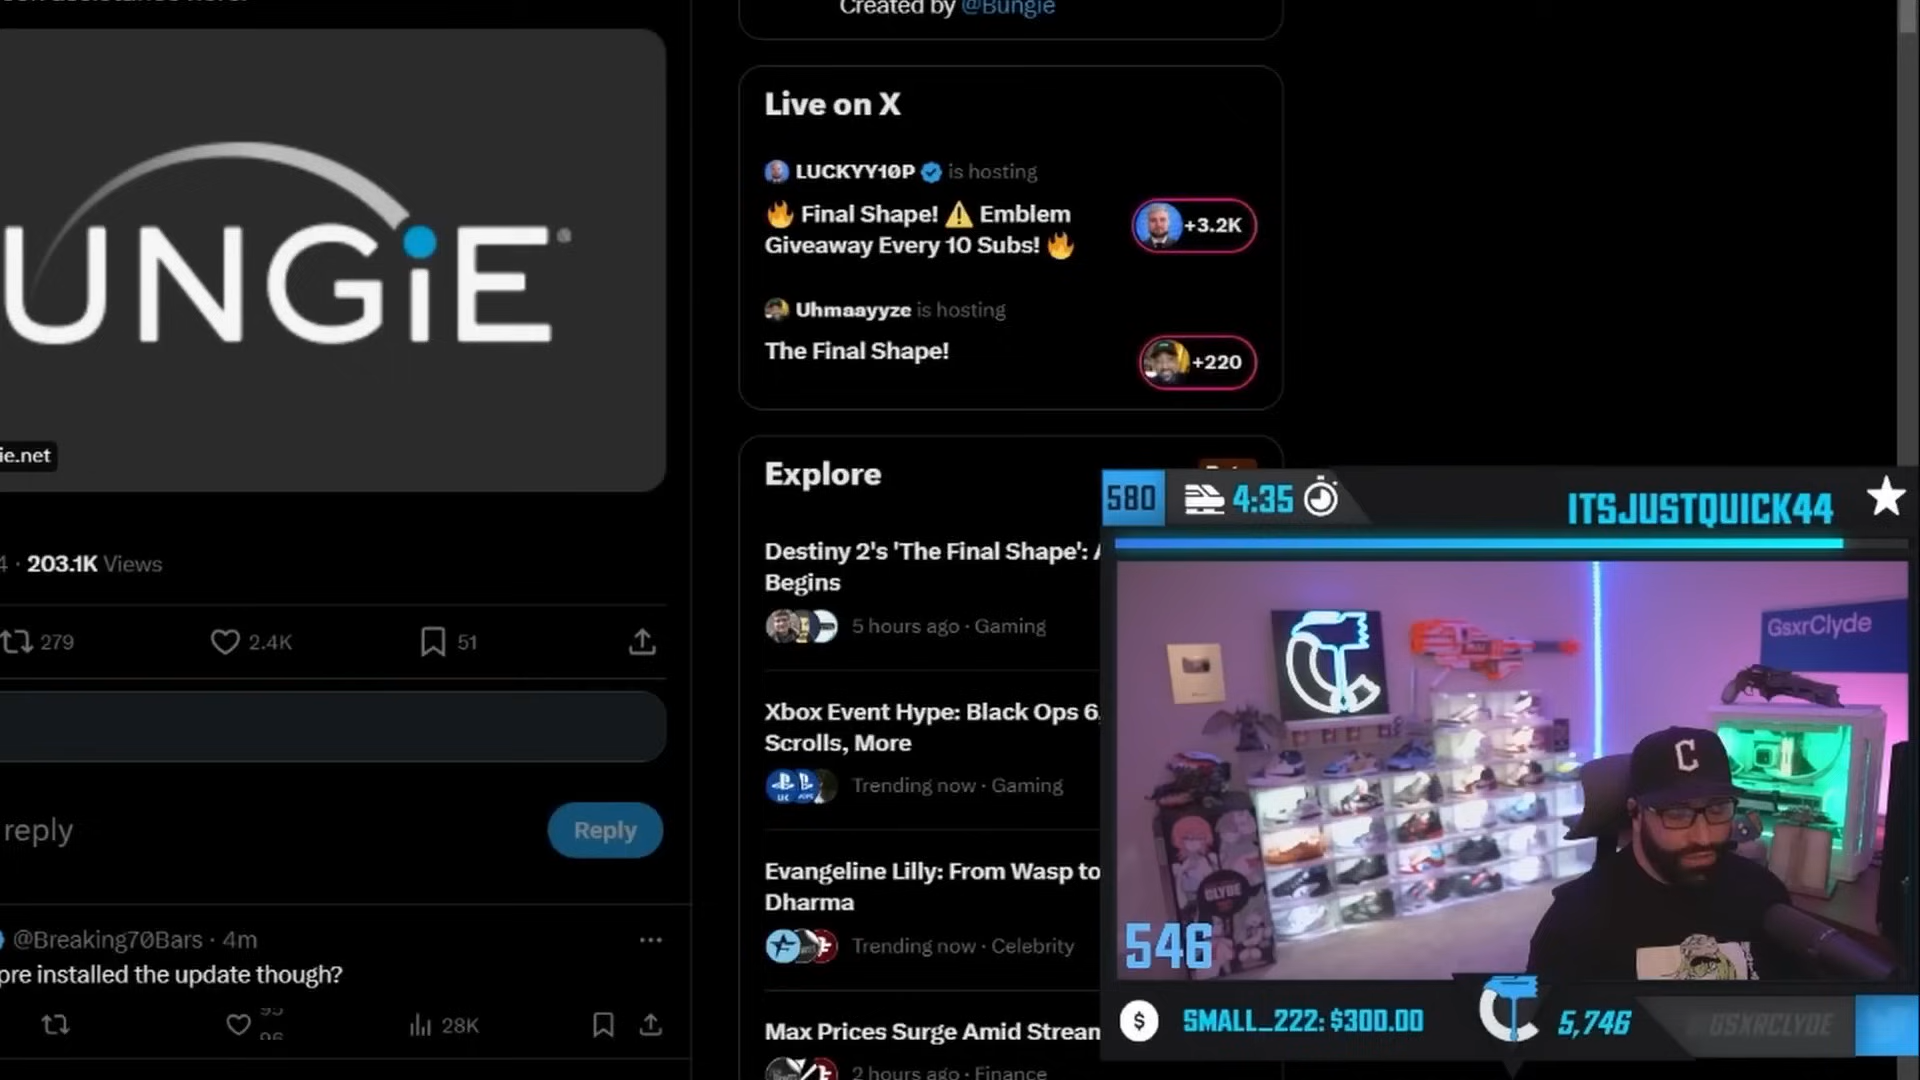 Created by @Bungie
UNGiE
ie.net
4 · 203.1K Views
279
2.4K
51
reply
Reply
@Breaking70Bars · 4m
pre installed the update though?
28K
Live on X
LUCKYY10P is hosting
🔥 Final Shape! ⚠️ Emblem
Giveaway Every 10 Subs! 🔥
+3.2K
Uhmaayyze is hosting
The Final Shape!
+220
Explore
Destiny 2's 'The Final Shape':
Begins
5 hours ago · Gaming
Xbox Event Hype: Black Ops 6,
Scrolls, More
Trending now · Gaming
Evangeline Lilly: From Wasp to
Dharma
Trending now · Celebrity
Max Prices Surge Amid Stream
2 hours ago · Finance
580
4:35
ITSJUSTQUICK44
GsxrClyde
C
CLYDE
546
$
SMALL_222: $300.00
5,746
GSXRCLYDE